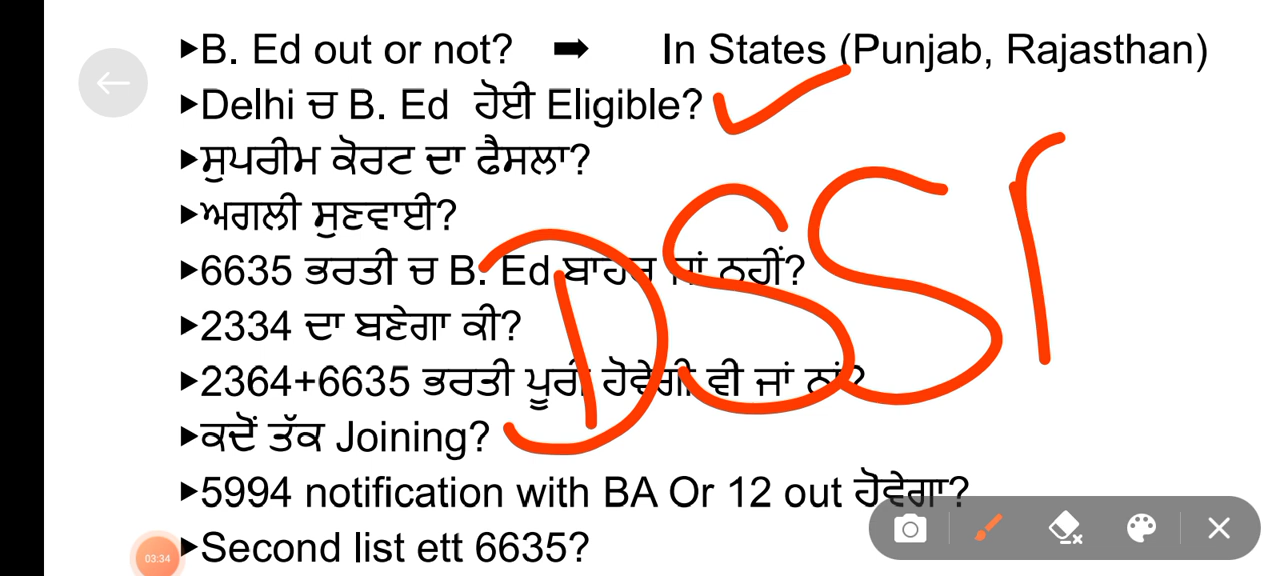 ▶B. Ed out or not? ➡ In States (Punjab, Rajasthan)
▶Delhi ਚ B. Ed ਹੋਈ Eligible?
▶ਸੁਪਰੀਮ ਕੋਰਟ ਦਾ ਫੈਸਲਾ?
▶ਅਗਲੀ ਸੁਣਵਾਈ?
▶6635 ਭਰਤੀ ਚ B. Ed ਬਾਹਰ ਜਾਂ ਨਹੀਂ?
▶2334 ਦਾ ਬਣੇਗਾ ਕੀ?
▶2364+6635 ਭਰਤੀ ਪੂਰੀ ਹੋਵੇਗੀ ਵੀ ਜਾਂ ਨਾਂ?
▶ਕਦੋਂ ਤੱਕ Joining?
▶5994 notification with BA Or 12 out ਹੋਵੇਗਾ?
▶Second list ett 6635?
03:34